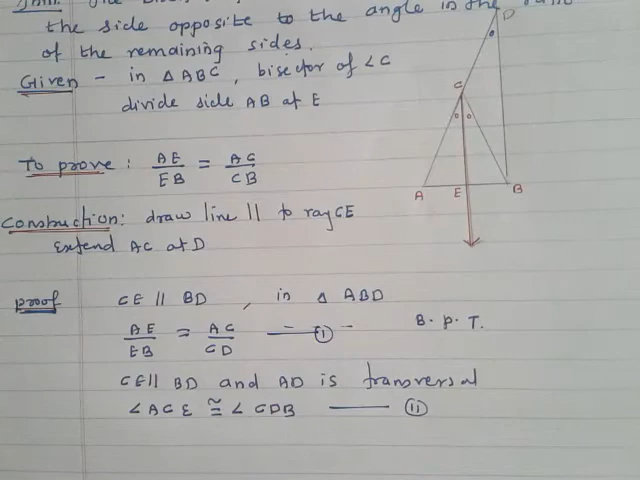 the side opposite to the angle in the
of the remaining sides.
Given - in △ ABC, bisector of ∠C
divide side AB at E
To prove: AE/EB = AC/CB
Construction: draw line || to ray CE
Extend AC at D
proof CE || BD, in △ ABD
AE/EB = AC/CD —— (i) B.P.T.
CE || BD and AD is transversal
∠ACE ≅ ∠CDB —— (ii)
D
C
A E B